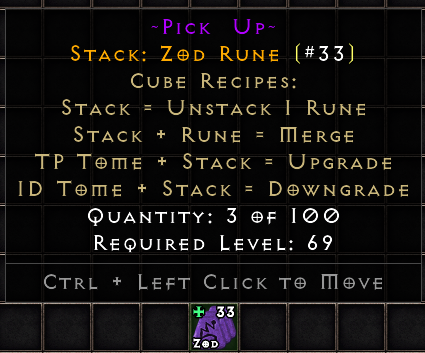 ~Pick Up~
Stack: Zod Rune (#33)
Cube Recipes:
Stack = Unstack 1 Rune
Stack + Rune = Merge
TP Tome + Stack = Upgrade
ID Tome + Stack = Downgrade
Quantity: 3 of 100
Required Level: 69
Ctrl + Left Click to Move
+ 33
Zod